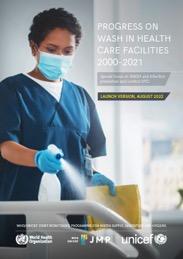 PROGRESS ON
WASH IN HEALTH
CARE FACILITIES
2000-2021
Special focus on WASH and infection
prevention and control (IPC)
LAUNCH VERSION, AUGUST 2022
WHO/UNICEF JOINT MONITORING PROGRAMME FOR WATER SUPPLY, SANITATION AND HYGIENE
World Health
Organization
JMP
unicef